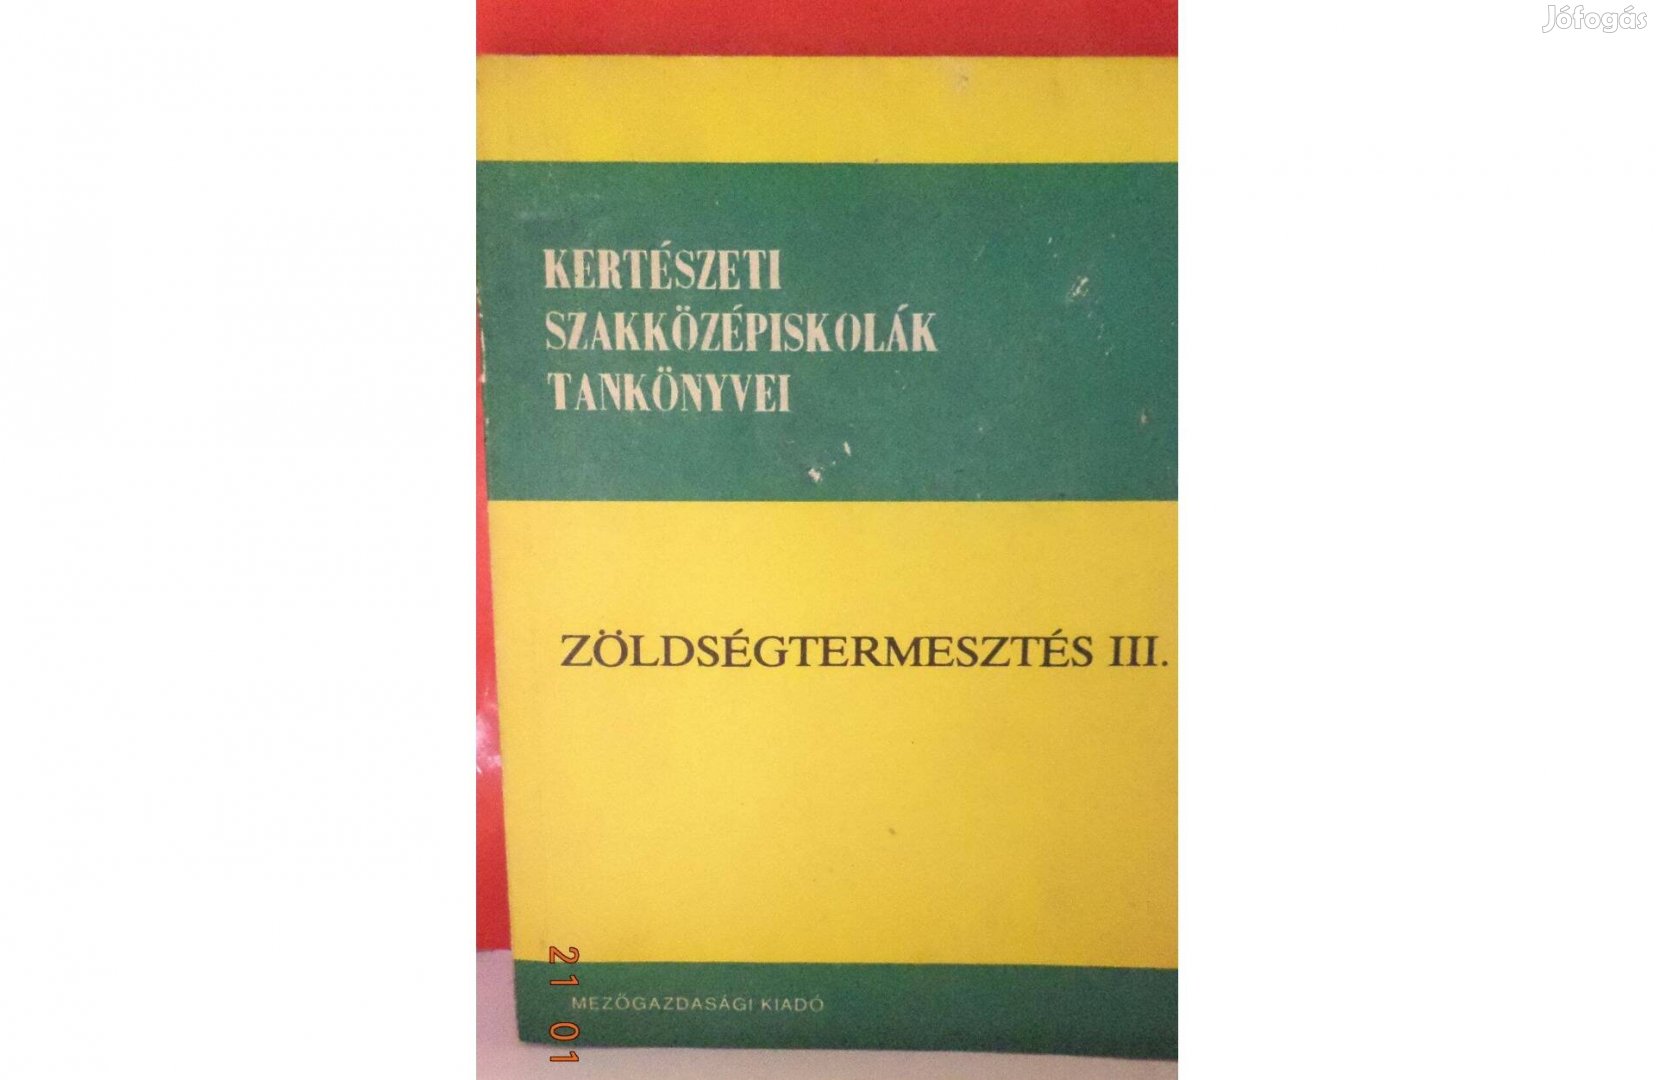 Jófogás
KERTÉSZETI
SZAKKÖZÉPISKOLÁK
TANKÖNYVEI
ZÖLDSÉGTERMESZTÉS III.
MEZŐGAZDASÁGI KIADÓ
21 01